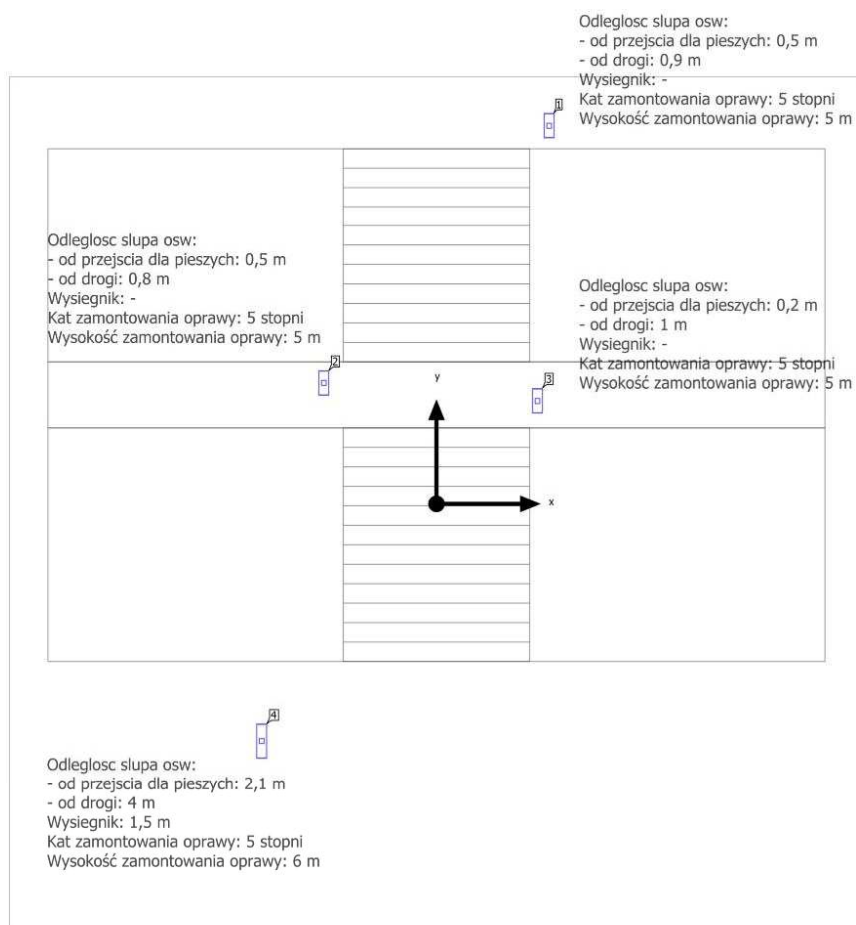 Odleglosc slupa osw:
- od przejscia dla pieszych: 0,5 m
- od drogi: 0,9 m
Wysiegnik: -
Kat zamontowania oprawy: 5 stopni
Wysokość zamontowania oprawy: 5 m
1
Odleglosc slupa osw:
- od przejscia dla pieszych: 0,5 m
- od drogi: 0,8 m
Wysiegnik: -
Kat zamontowania oprawy: 5 stopni
Wysokość zamontowania oprawy: 5 m
2
Odleglosc slupa osw:
- od przejscia dla pieszych: 0,2 m
- od drogi: 1 m
Wysiegnik: -
Kat zamontowania oprawy: 5 stopni
Wysokość zamontowania oprawy: 5 m
3
y
x
4
Odleglosc slupa osw:
- od przejscia dla pieszych: 2,1 m
- od drogi: 4 m
Wysiegnik: 1,5 m
Kat zamontowania oprawy: 5 stopni
Wysokość zamontowania oprawy: 6 m